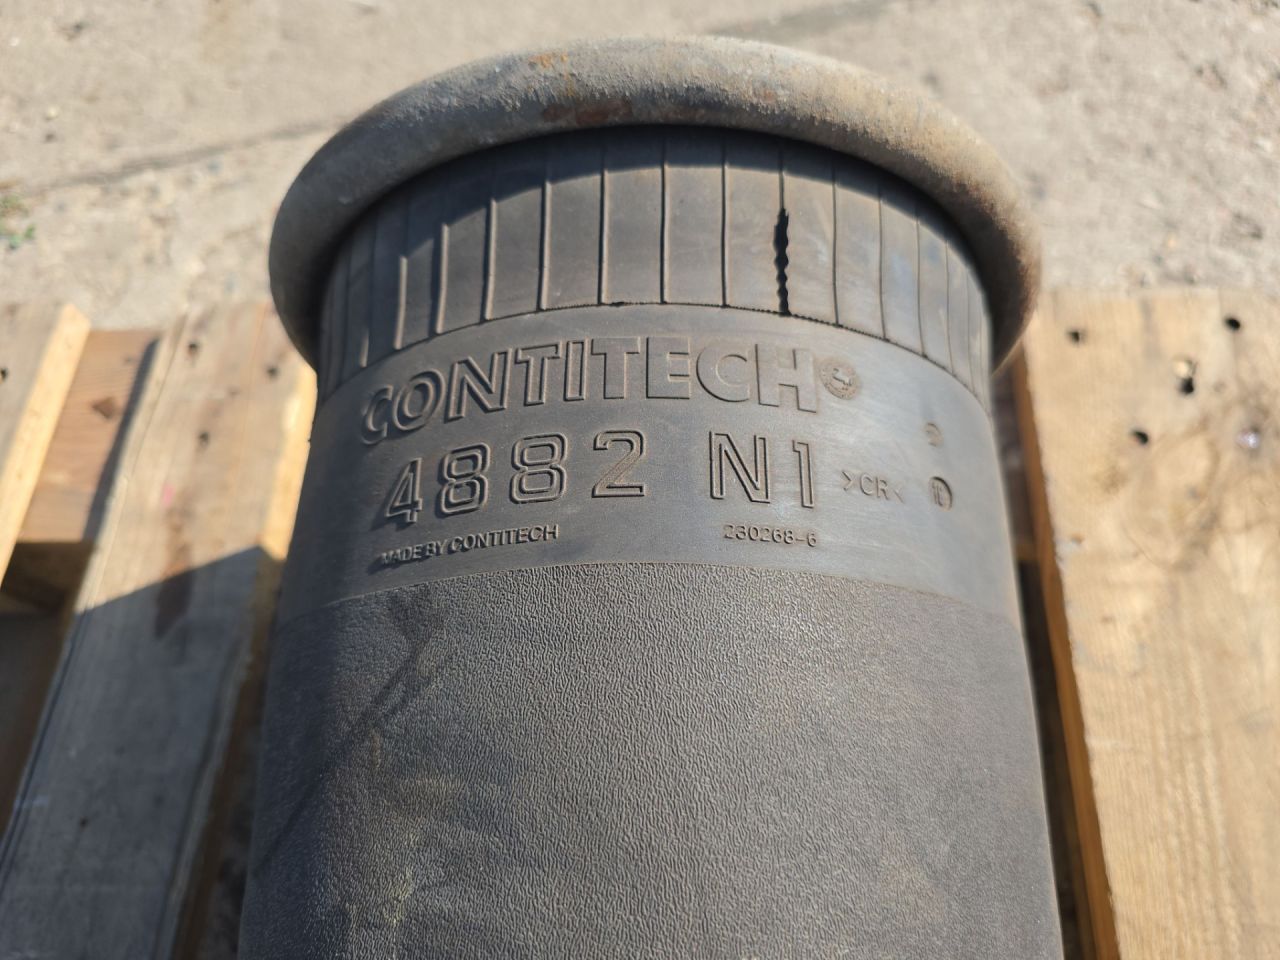 CONTITECH
4882 N1 >CR<
MADE BY CONTITECH 230268-6